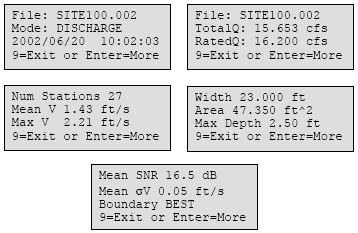 File: SITE100.002
Mode: DISCHARGE
2002/06/20 10:02:03
9=Exit or Enter=More
File: SITE100.002
TotalQ: 15.653 cfs
RatedQ: 16.200 cfs
9=Exit or Enter=More
Num Stations 27
Mean V 1.43 ft/s
Max V 2.21 ft/s
9=Exit or Enter=More
Width 23.000 ft
Area 47.350 ft^2
Max Depth 2.50 ft
9=Exit or Enter=More
Mean SNR 16.5 dB
Mean σV 0.05 ft/s
Boundary BEST
9=Exit or Enter=More